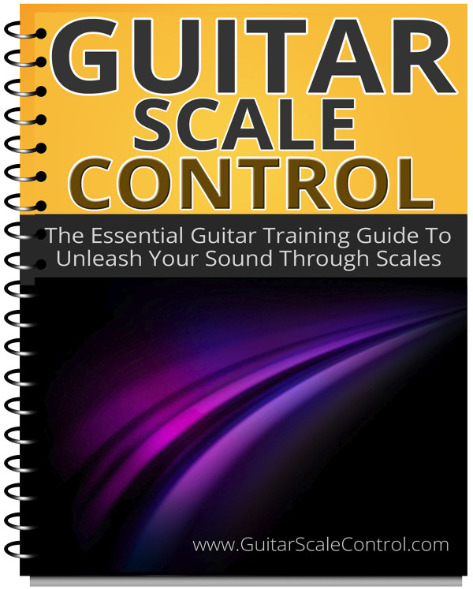 GUITAR
SCALE
CONTROL
The Essential Guitar Training Guide To
Unleash Your Sound Through Scales
www.GuitarScaleControl.com